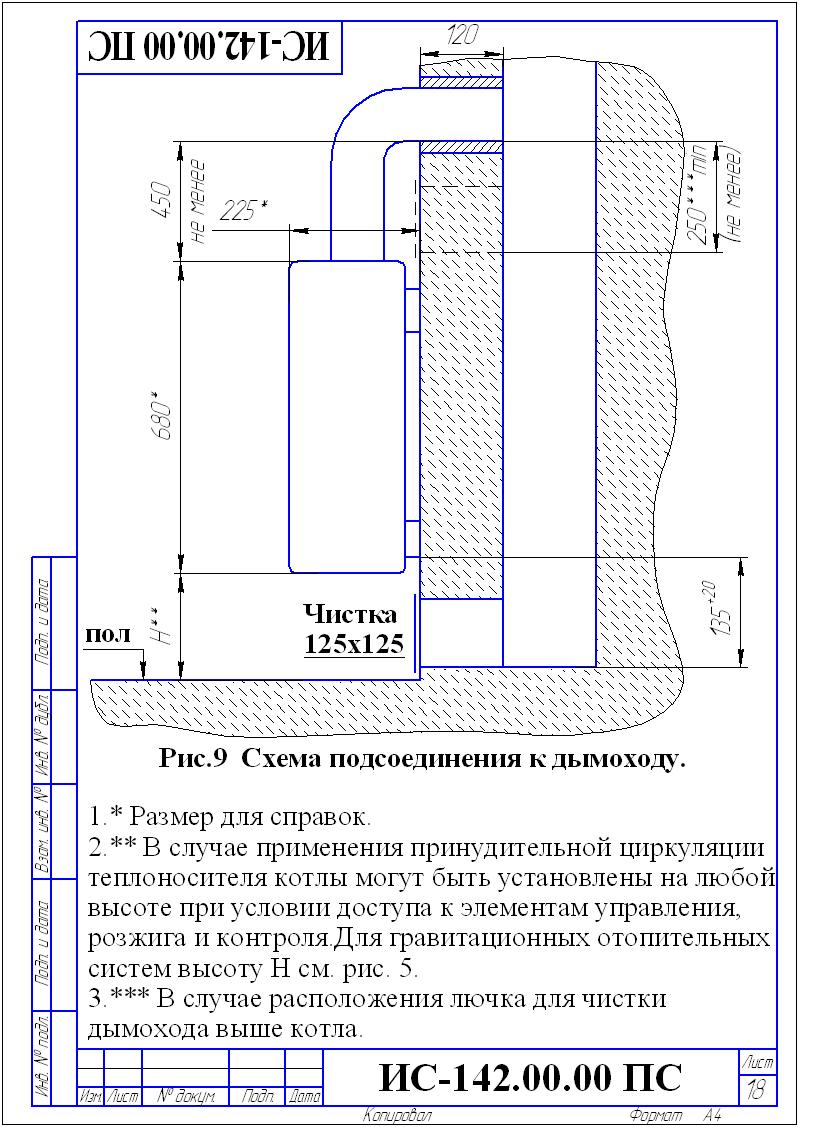 ИС-142.00.00 ПС
120
450
не менее
225*
250***min
(не менее)
680*
H**
135+20
Чистка
125х125
пол
Рис.9 Схема подсоединения к дымоходу.
1.* Размер для справок.
2.** В случае применения принудительной циркуляции
теплоносителя котлы могут быть установлены на любой
высоте при условии доступа к элементам управления,
розжига и контроля.Для гравитационных отопительных
систем высоту Н см. рис. 5.
3.*** В случае расположения лючка для чистки
дымохода выше котла.
Подп. и дата
Инв. № дубл.
Взам. инв. №
Подп. и дата
Инв. № подл.
Изм. Лист № докум. Подп. Дата
ИС-142.00.00 ПС
Лист
18
Копировал Формат А4